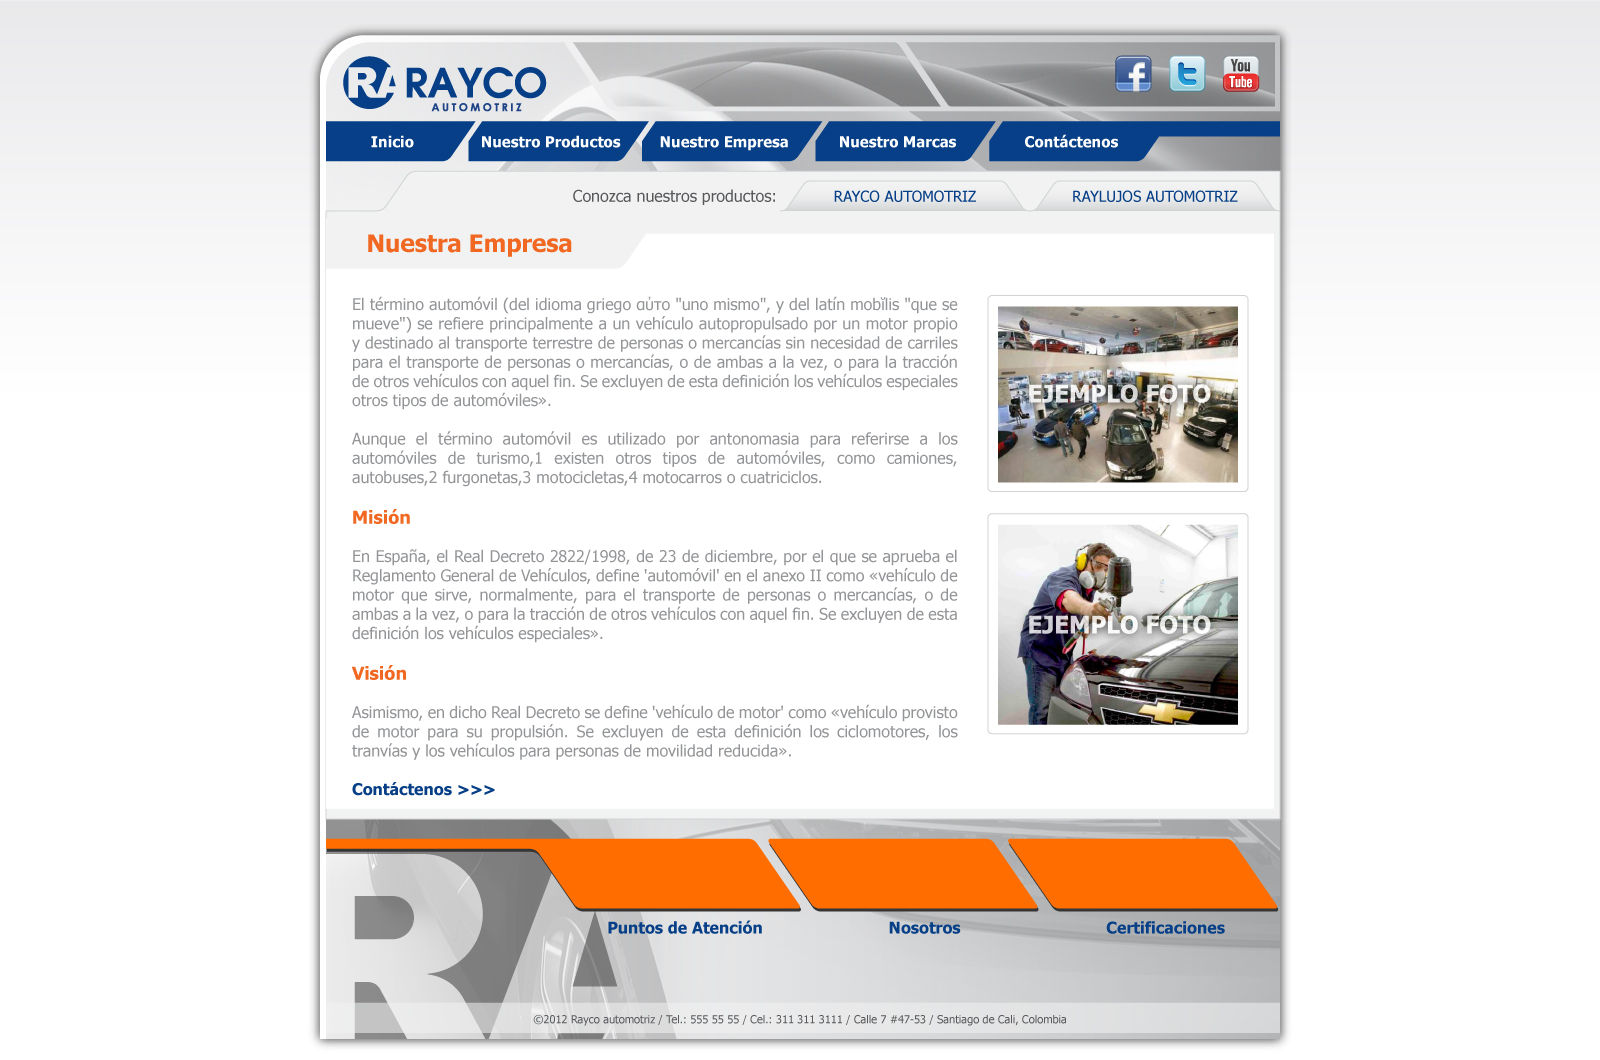 RA RAYCO
AUTOMOTRIZ
f
t
You
Tube
Inicio
Nuestro Productos
Nuestro Empresa
Nuestro Marcas
Contáctenos
Conozca nuestros productos:
RAYCO AUTOMOTRIZ
RAYLUJOS AUTOMOTRIZ
Nuestra Empresa
El término automóvil (del idioma griego αὐτο "uno mismo", y del latín mobĭlis "que se
mueve") se refiere principalmente a un vehículo autopropulsado por un motor propio
y destinado al transporte terrestre de personas o mercancías sin necesidad de carriles
para el transporte de personas o mercancías, o de ambas a la vez, o para la tracción
de otros vehículos con aquel fin. Se excluyen de esta definición los vehículos especiales
otros tipos de automóviles».
Aunque el término automóvil es utilizado por antonomasia para referirse a los
automóviles de turismo,1 existen otros tipos de automóviles, como camiones,
autobuses,2 furgonetas,3 motocicletas,4 motocarros o cuatriciclos.
Misión
En España, el Real Decreto 2822/1998, de 23 de diciembre, por el que se aprueba el
Reglamento General de Vehículos, define 'automóvil' en el anexo II como «vehículo de
motor que sirve, normalmente, para el transporte de personas o mercancías, o de
ambas a la vez, o para la tracción de otros vehículos con aquel fin. Se excluyen de esta
definición los vehículos especiales».
Visión
Asimismo, en dicho Real Decreto se define 'vehículo de motor' como «vehículo provisto
de motor para su propulsión. Se excluyen de esta definición los ciclomotores, los
tranvías y los vehículos para personas de movilidad reducida».
Contáctenos >>>
EJEMPLO FOTO
EJEMPLO FOTO
RA
Puntos de Atención
Nosotros
Certificaciones
©2012 Rayco automotriz / Tel.: 555 55 55 / Cel.: 311 311 3111 / Calle 7 #47-53 / Santiago de Cali, Colombia